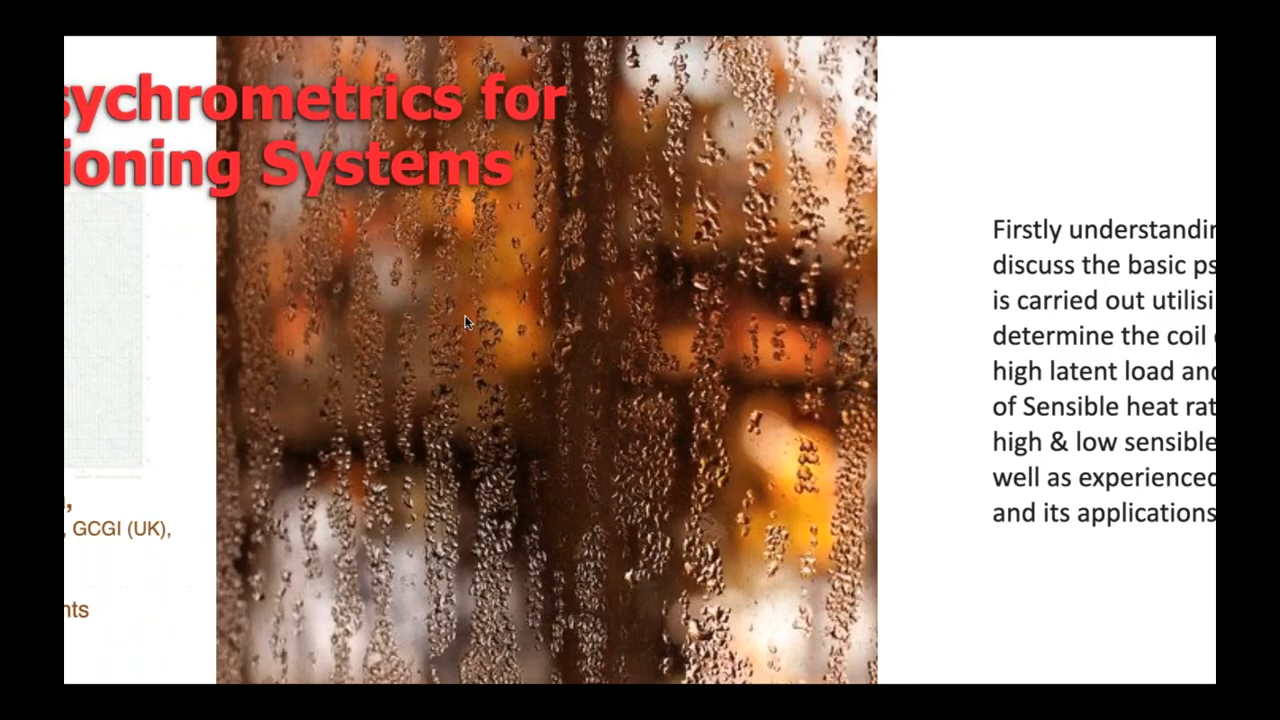 sychrometrics for
ioning Systems
, GCGI (UK),
nts
Firstly understandin
discuss the basic ps
is carried out utilisi
determine the coil
high latent load and
of Sensible heat rat
high & low sensible
well as experienced
and its applications